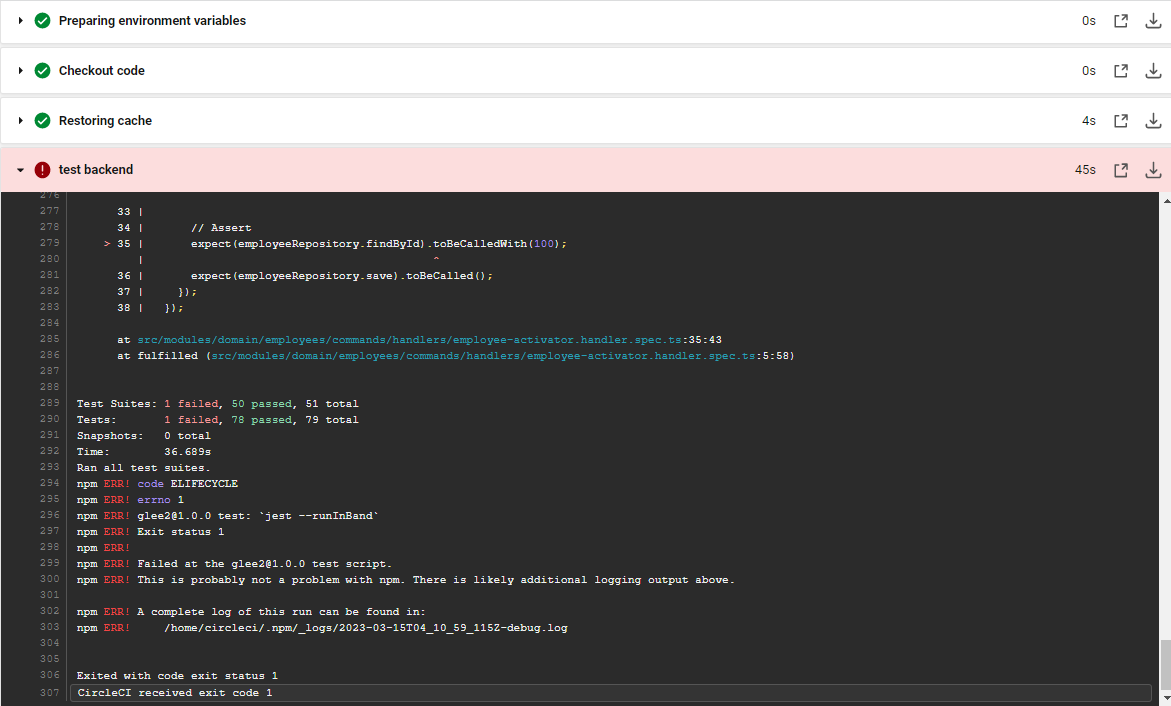 Preparing environment variables 0s
Checkout code 0s
Restoring cache 4s
! test backend 45s
276
277 33 |
278 34 | // Assert
279 > 35 | expect(employeeRepository.findById).toBeCalledWith(100);
280 | ^
281 36 | expect(employeeRepository.save).toBeCalled();
282 37 | });
283 38 | });
284
285 at src/modules/domain/employees/commands/handlers/employee-activator.handler.spec.ts:35:43
286 at fulfilled (src/modules/domain/employees/commands/handlers/employee-activator.handler.spec.ts:5:58)
287
288
289 Test Suites: 1 failed, 50 passed, 51 total
290 Tests: 1 failed, 78 passed, 79 total
291 Snapshots: 0 total
292 Time: 36.689s
293 Ran all test suites.
294 npm ERR! code ELIFECYCLE
295 npm ERR! errno 1
296 npm ERR! glee2@1.0.0 test: `jest --runInBand`
297 npm ERR! Exit status 1
298 npm ERR!
299 npm ERR! Failed at the glee2@1.0.0 test script.
300 npm ERR! This is probably not a problem with npm. There is likely additional logging output above.
301
302 npm ERR! A complete log of this run can be found in:
303 npm ERR! /home/circleci/.npm/_logs/2023-03-15T04_10_59_115Z-debug.log
304
305
306 Exited with code exit status 1
307 CircleCI received exit code 1